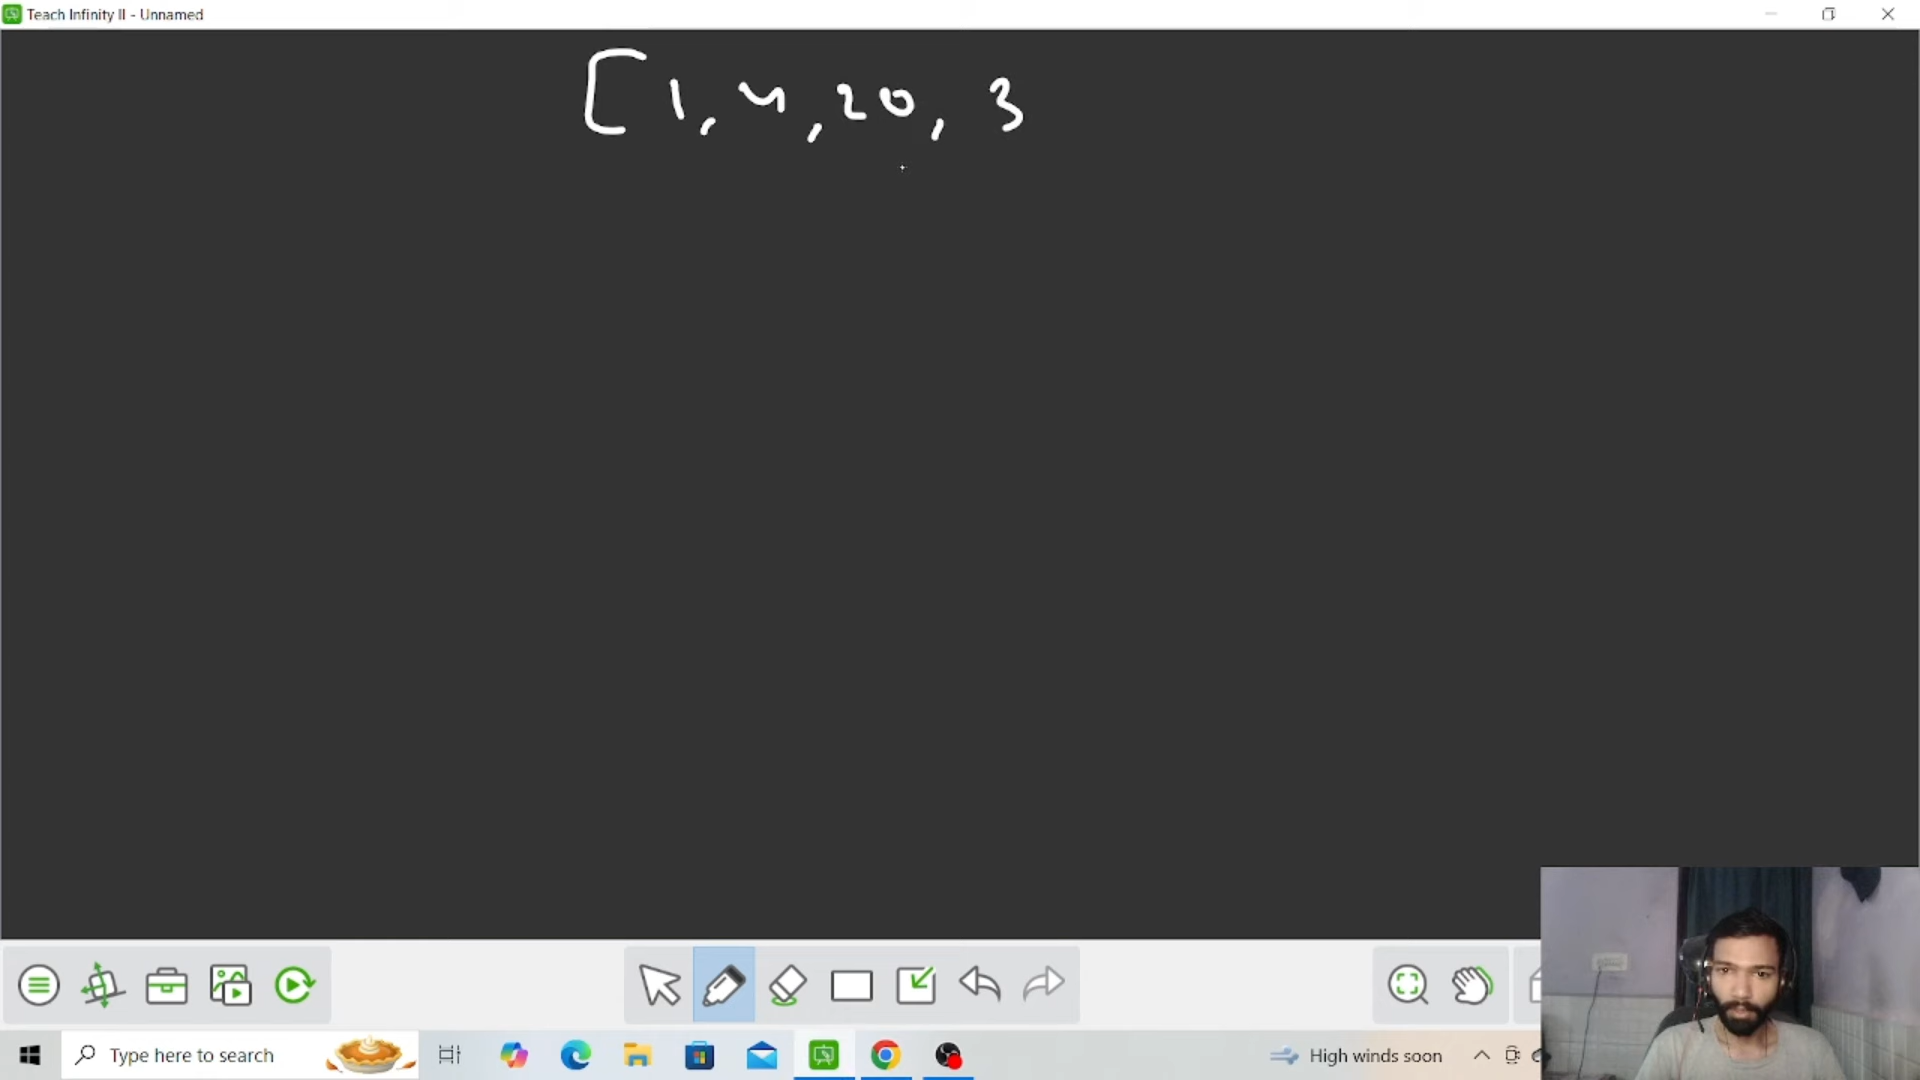 Teach Infinity II - Unnamed
[1, 4, 20, 3
Type here to search
High winds soon